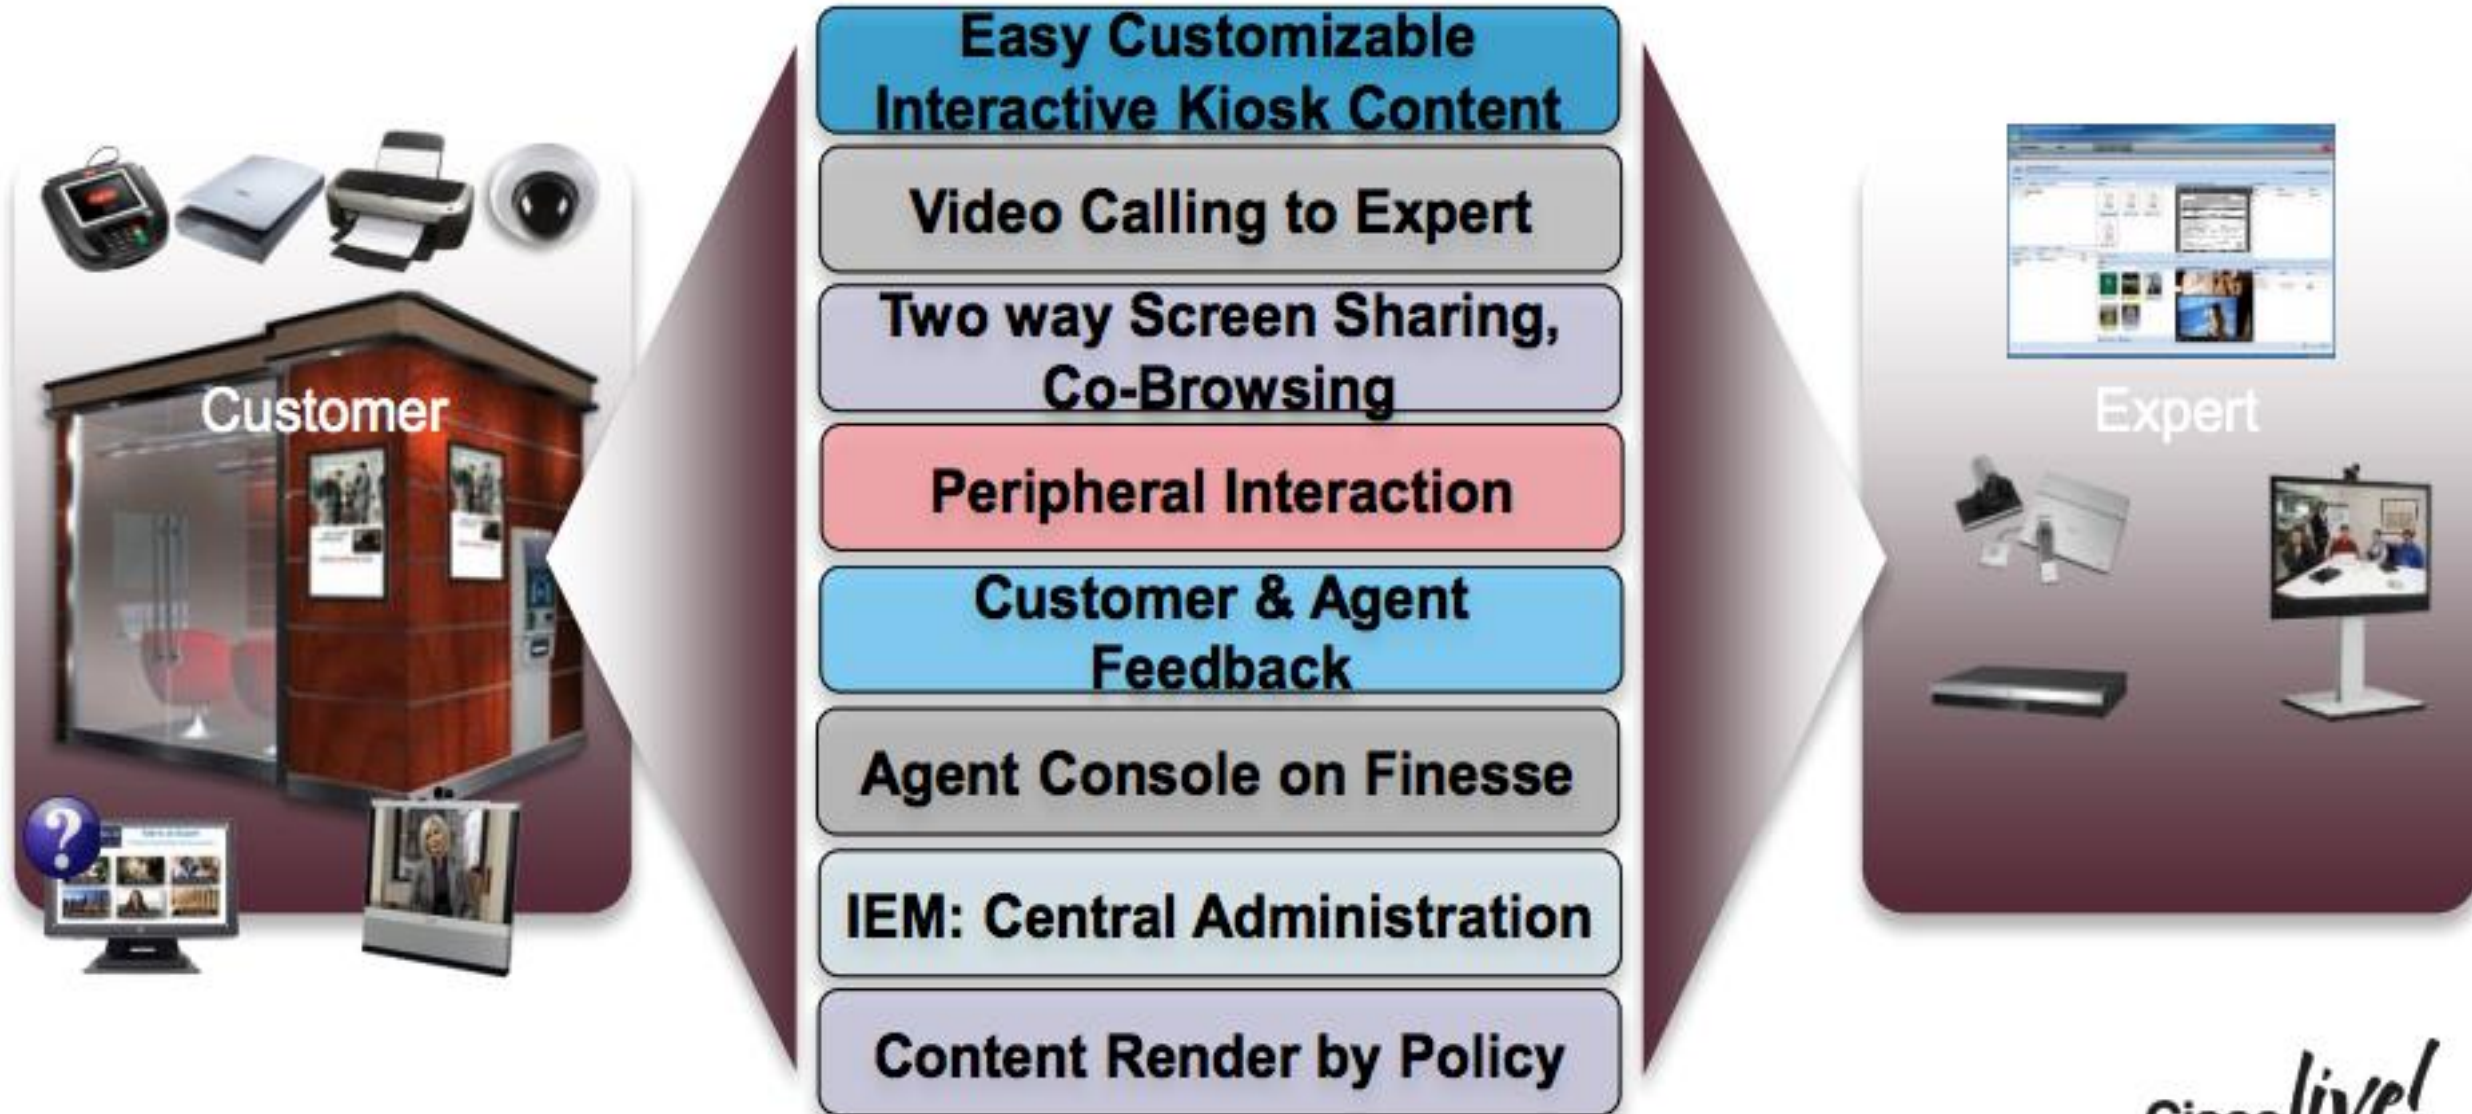 Easy Customizable
Interactive Kiosk Content
Video Calling to Expert
Two way Screen Sharing,
Co-Browsing
Peripheral Interaction
Customer & Agent
Feedback
Agent Console on Finesse
IEM: Central Administration
Content Render by Policy
Customer
?
Expert
Cisco live!